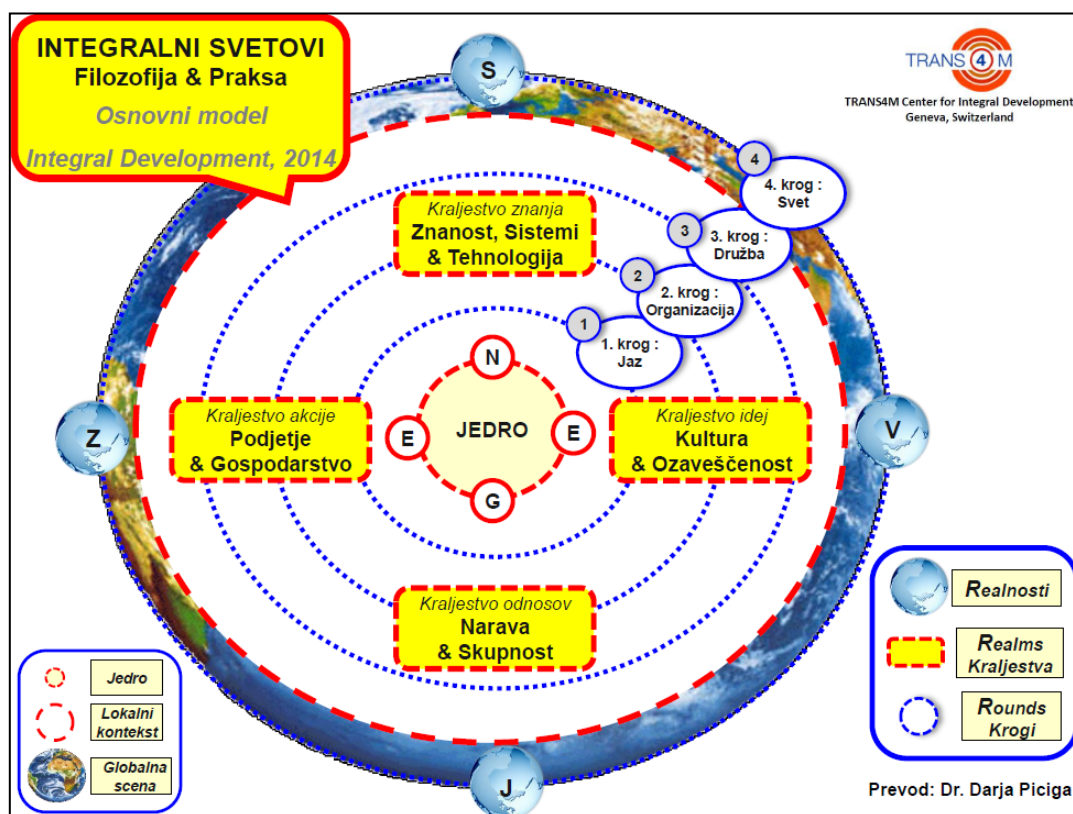 INTEGRALNI SVETOVI
Filozofija & Praksa
Osnovni model
Integral Development, 2014
TRANS 4 M
TRANS4M Center for Integral Development
Geneva, Switzerland
S
4
4. krog :
Svet
3
3. krog :
Družba
2
2. krog :
Organizacija
1
1. krog :
Jaz
Kraljestvo znanja
Znanost, Sistemi
& Tehnologija
N
Z
Kraljestvo akcije
Podjetje
& Gospodarstvo
E
JEDRO
E
Kraljestvo idej
Kultura
& Ozaveščenost
V
G
Kraljestvo odnosov
Narava
& Skupnost
J
Jedro
Lokalni
kontekst
Globalna
scena
Realnosti
Realms
Kraljestva
Rounds
Krogi
Prevod: Dr. Darja Piciga